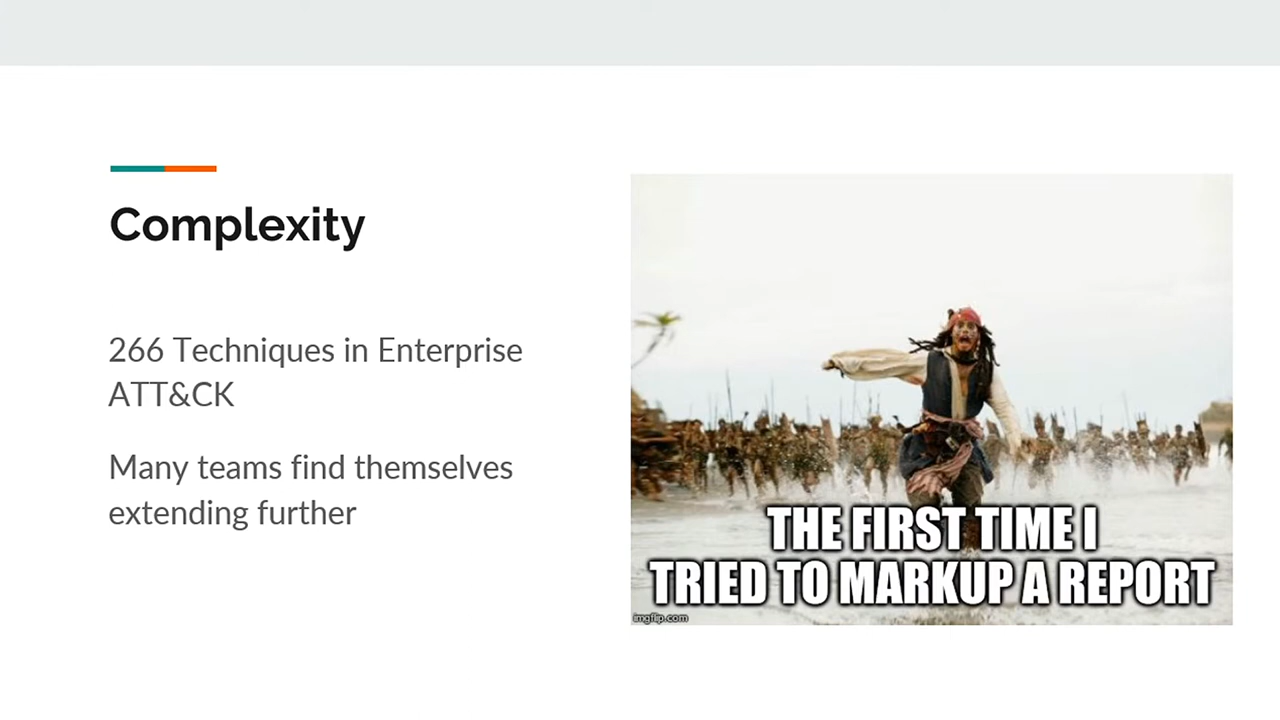 Complexity
266 Techniques in Enterprise
ATT&CK
Many teams find themselves
extending further
THE FIRST TIME I
TRIED TO MARKUP A REPORT
imgflip.com